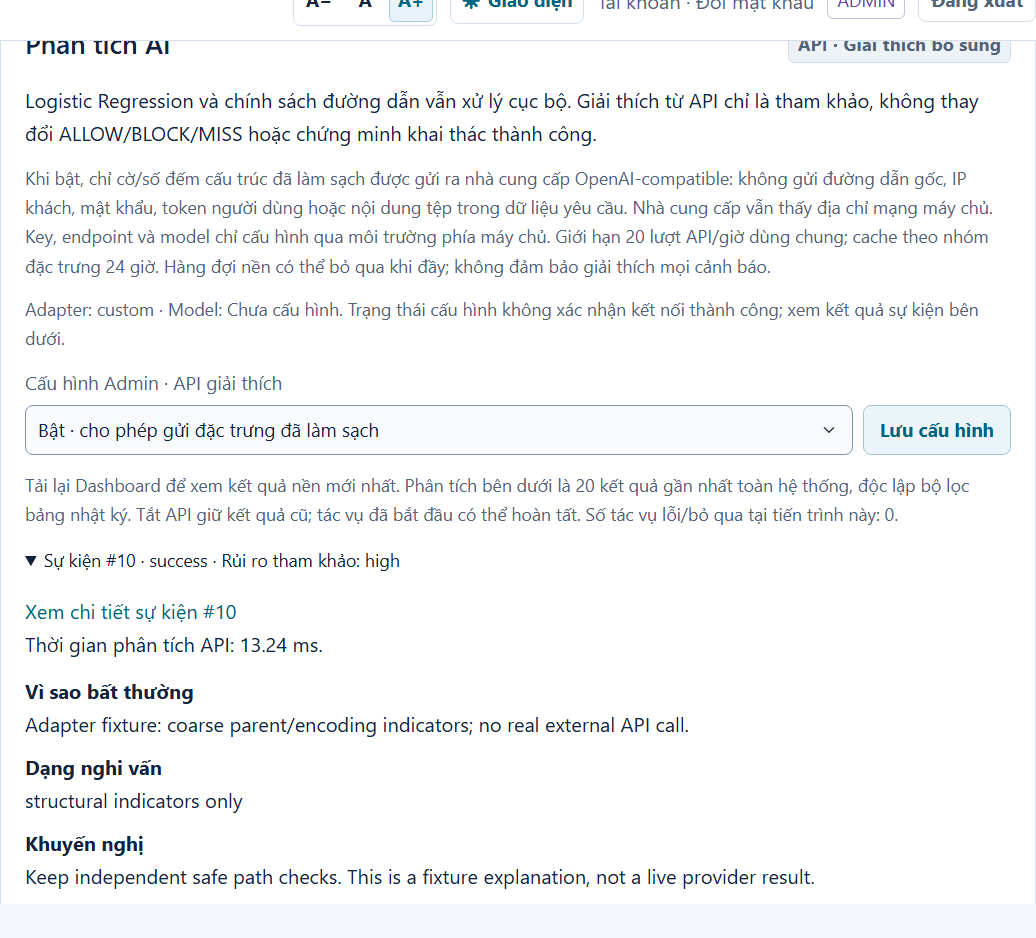 A− A A+ Giao diện Tài khoản · Đổi mật khẩu ADMIN Đăng xuất
Phân tích AI API · Giải thích bổ sung
Logistic Regression và chính sách đường dẫn vẫn xử lý cục bộ. Giải thích từ API chỉ là tham khảo, không thay
đổi ALLOW/BLOCK/MISS hoặc chứng minh khai thác thành công.
Khi bật, chỉ cờ/số đếm cấu trúc đã làm sạch được gửi ra nhà cung cấp OpenAI-compatible: không gửi đường dẫn gốc, IP
khách, mật khẩu, token người dùng hoặc nội dung tệp trong dữ liệu yêu cầu. Nhà cung cấp vẫn thấy địa chỉ mạng máy chủ.
Key, endpoint và model chỉ cấu hình qua môi trường phía máy chủ. Giới hạn 20 lượt API/giờ dùng chung; cache theo nhóm
đặc trưng 24 giờ. Hàng đợi nền có thể bỏ qua khi đầy; không đảm bảo giải thích mọi cảnh báo.
Adapter: custom · Model: Chưa cấu hình. Trạng thái cấu hình không xác nhận kết nối thành công; xem kết quả sự kiện bên
dưới.
Cấu hình Admin · API giải thích
Bật · cho phép gửi đặc trưng đã làm sạch
Lưu cấu hình
Tải lại Dashboard để xem kết quả nền mới nhất. Phân tích bên dưới là 20 kết quả gần nhất toàn hệ thống, độc lập bộ lọc
bảng nhật ký. Tắt API giữ kết quả cũ; tác vụ đã bắt đầu có thể hoàn tất. Số tác vụ lỗi/bỏ qua tại tiến trình này: 0.
▼ Sự kiện #10 · success · Rủi ro tham khảo: high
Xem chi tiết sự kiện #10
Thời gian phân tích API: 13.24 ms.
Vì sao bất thường
Adapter fixture: coarse parent/encoding indicators; no real external API call.
Dạng nghi vấn
structural indicators only
Khuyến nghị
Keep independent safe path checks. This is a fixture explanation, not a live provider result.